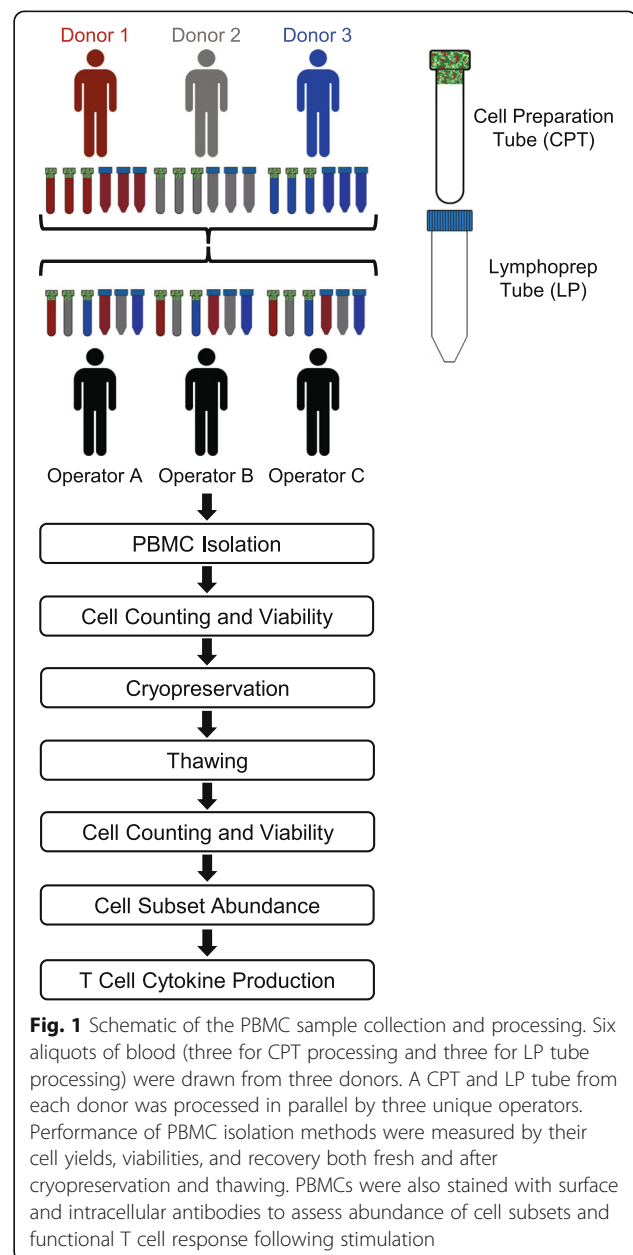 Donor 1 Donor 2 Donor 3
Cell Preparation
Tube (CPT)
Lymphoprep
Tube (LP)
Operator A Operator B Operator C
PBMC Isolation
Cell Counting and Viability
Cryopreservation
Thawing
Cell Counting and Viability
Cell Subset Abundance
T Cell Cytokine Production
Fig. 1 Schematic of the PBMC sample collection and processing. Six
aliquots of blood (three for CPT processing and three for LP tube
processing) were drawn from three donors. A CPT and LP tube from
each donor was processed in parallel by three unique operators.
Performance of PBMC isolation methods were measured by their
cell yields, viabilities, and recovery both fresh and after
cryopreservation and thawing. PBMCs were also stained with surface
and intracellular antibodies to assess abundance of cell subsets and
functional T cell response following stimulation